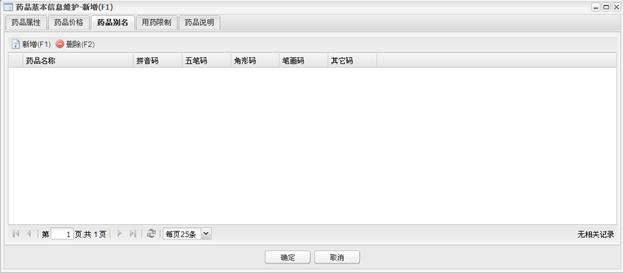 药品基本信息维护-新增(F1)
药品属性 药品价格 药品别名 用药限制 药品说明
新增(F1) 删除(F2)
药品名称 拼音码 五笔码 角形码 笔画码 其它码
第 1 页,共 1 页 每页25条 无相关记录
确定 取消